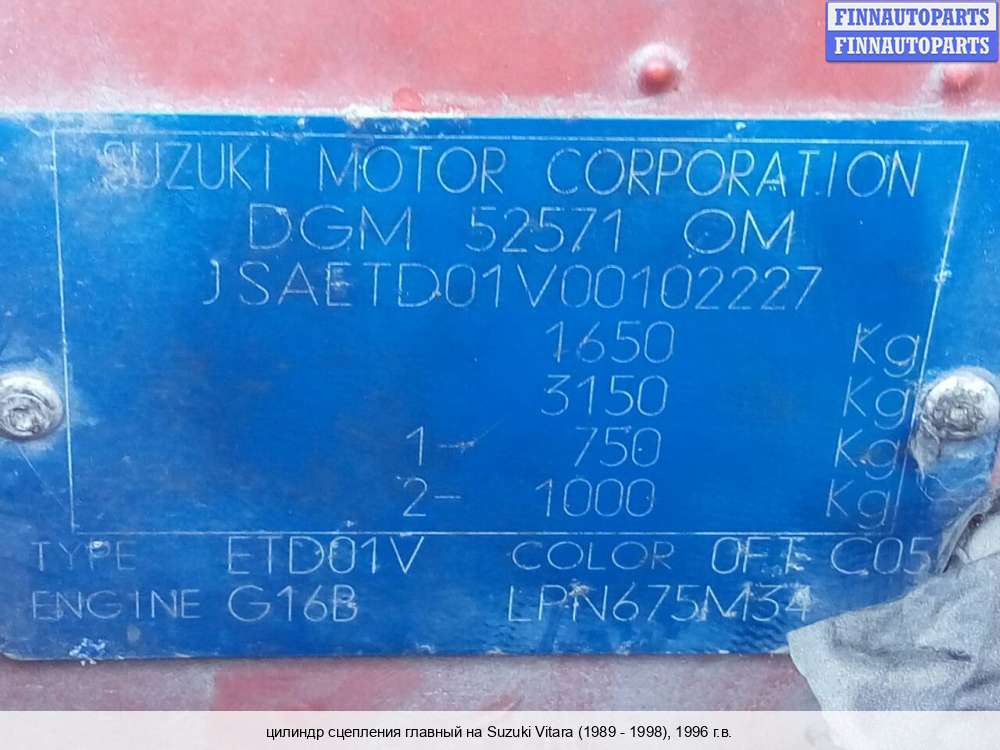 FINNAUTOPARTS
FINNAUTOPARTS
SUZUKI MOTOR CORPORATION
DGM 52571 OM
JSAETD01V00102227
1650 Kg
3150 Kg
1- 750 Kg
2- 1000 Kg
TYPE ETD01V COLOR 0FT C05
ENGINE G16B LPN675M34
цилиндр сцепления главный на Suzuki Vitara (1989 - 1998), 1996 г.в.